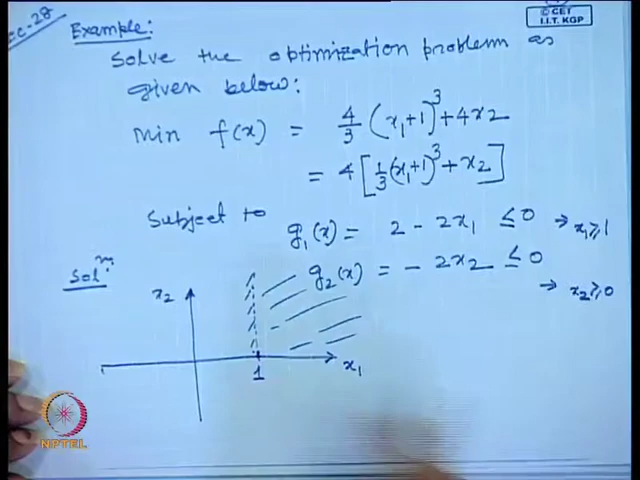 Lec-28
© CET
I.I.T. KGP
Example:
Solve the optimization problem as
given below:
Min f(x) = 4/3 (x₁+1)³ + 4x₂
= 4[1/3(x₁+1)³ + x₂]
Subject to
g₁(x) = 2 - 2x₁ ≤ 0 → x₁ ≥ 1
g₂(x) = - 2x₂ ≤ 0
→ x₂ ≥ 0
Solⁿ
x₂
1
x₁
NPTEL